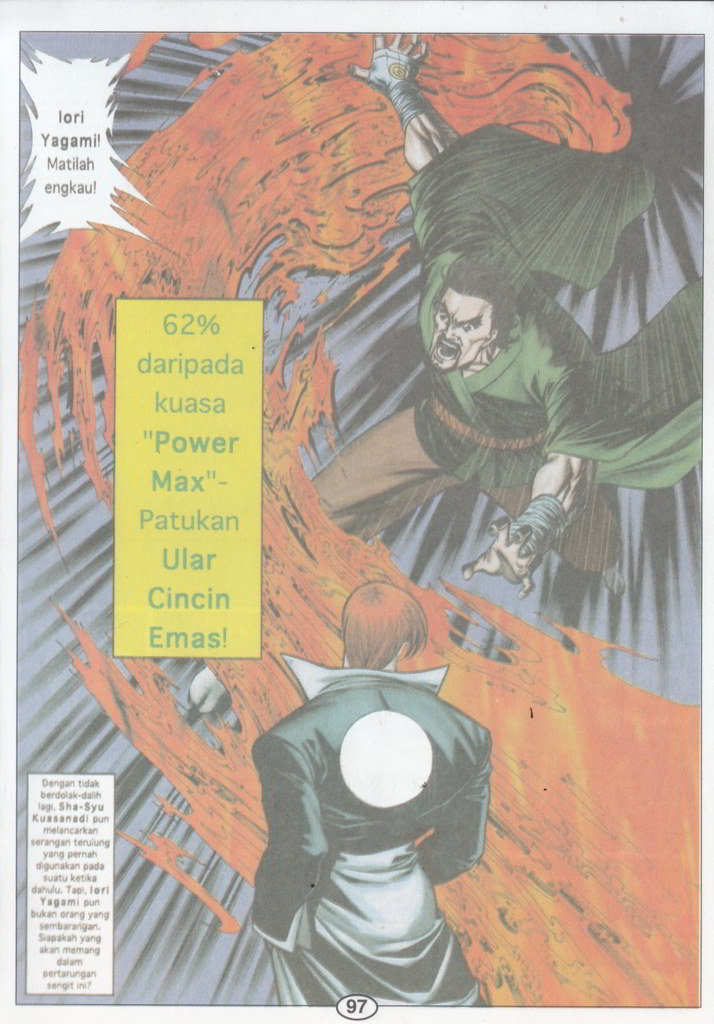 Iori
Yagami!
Matilah
engkau!
62%
daripada
kuasa
"Power
Max"-
Patukan
Ular
Cincin
Emas!
Dengan tidak
berdolak-dalih
lagi, Sha-Syu
Kuasanadi pun
melancarkan
serangan terulung
yang pernah
digunakan pada
suatu ketika
dahulu. Tapi, Iori
Yagami pun
bukan orang yang
sembarangan.
Siapakah yang
akan memang
dalam
pertarungan
sengit ini?
97